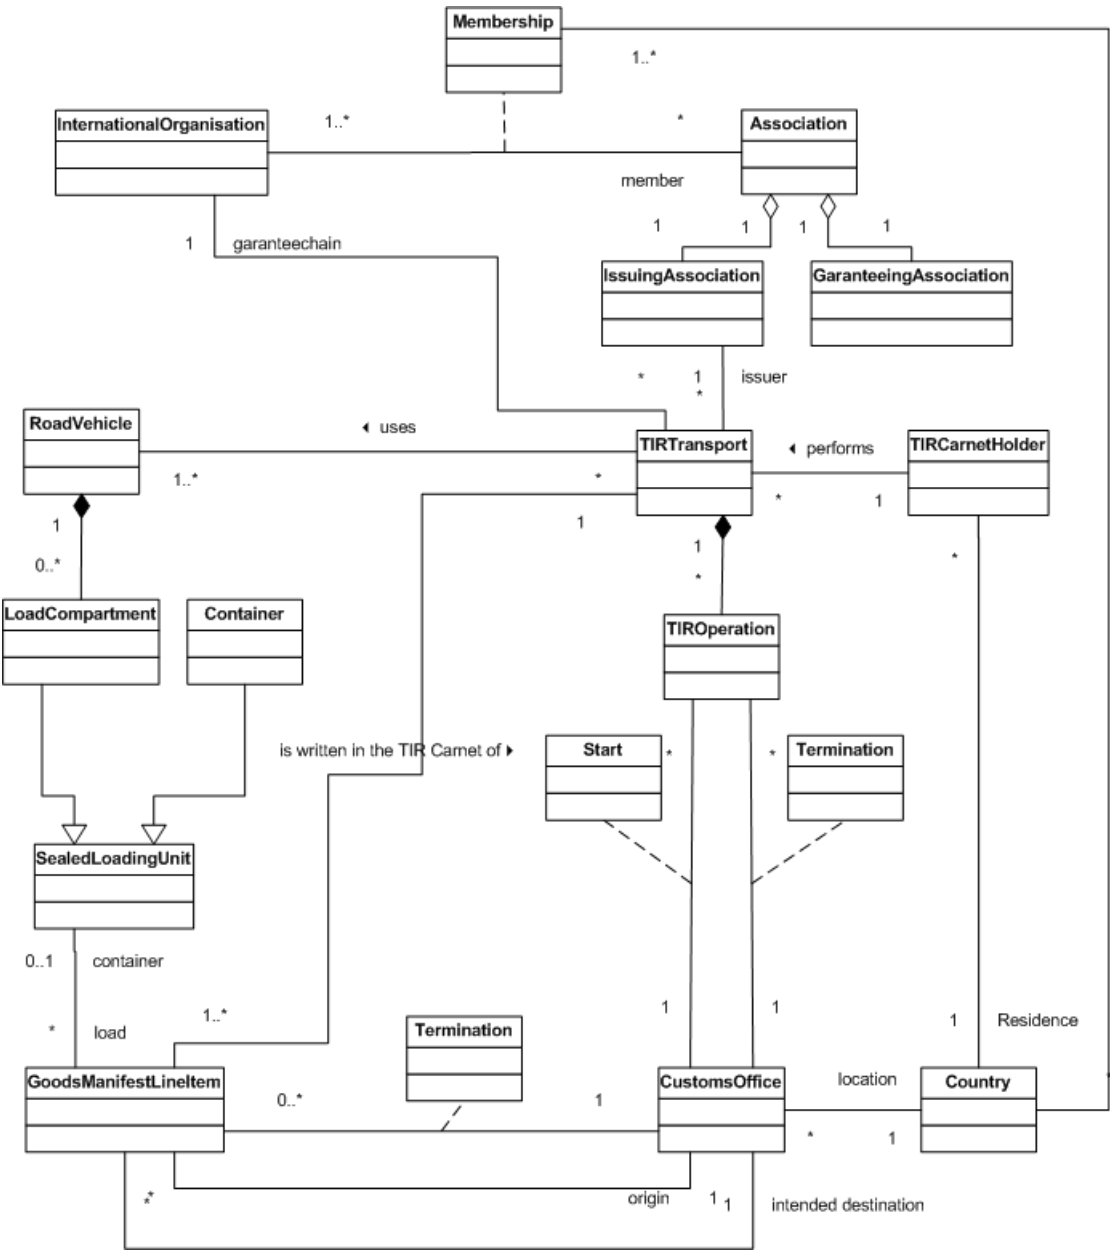 Membership
1..*
InternationalOrganisation
1..*
*
Association
member
1
garanteechain
1
1
1
1
IssuingAssociation
GaranteeingAssociation
*
1
issuer
*
RoadVehicle
uses
TIRTransport
performs
TIRCarnetHolder
1..*
*
*
1
1
1
1
0..*
*
*
LoadCompartment
Container
TIROperation
is written in the TIR Carnet of
Start
*
*
Termination
SealedLoadingUnit
0..1
container
1..*
*
load
1
1
1
Residence
Termination
GoodsManifestLineItem
CustomsOffice
location
Country
0..*
1
*
1
*
*
origin
1
1
intended destination